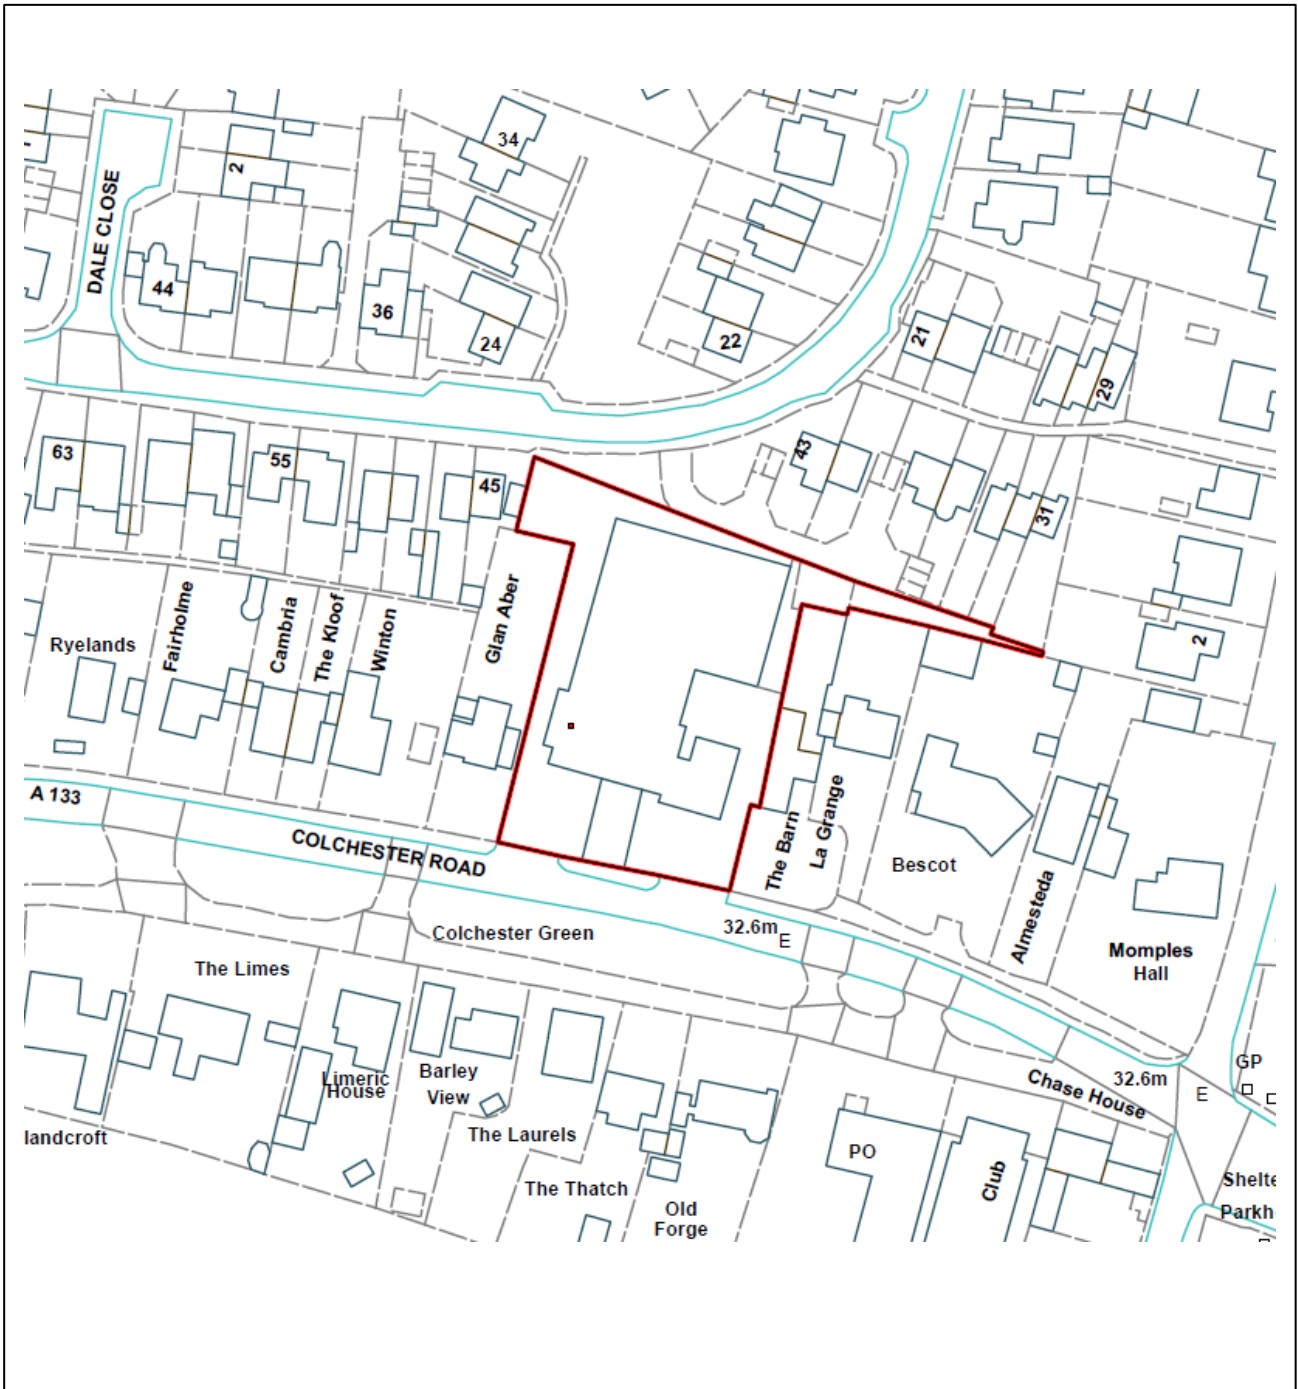 34
2
DALE CLOSE
44
36
24
22
21
29
63
55
45
43
31
Ryelands
Fairholme
Cambria
The Kloof
Winton
Glan Aber
2
A 133
COLCHESTER ROAD
The Barn
La Grange
Bescot
Almesteda
Momples
Hall
32.6m
E
Colchester Green
The Limes
Limeric
House
Barley
View
The Laurels
The Thatch
Old
Forge
PO
Club
Chase House
32.6m
E
GP
landcroft
Shelte
Parkh